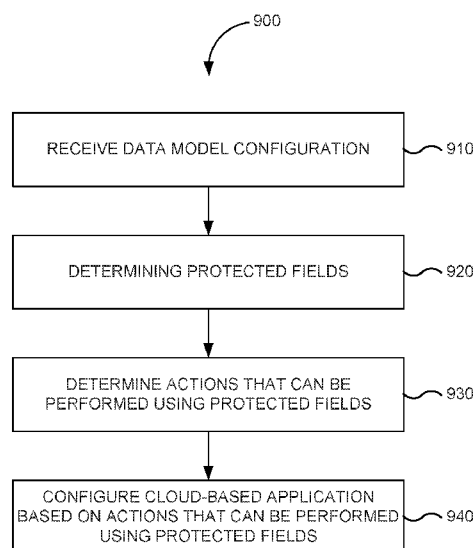 900
RECEIVE DATA MODEL CONFIGURATION
910
DETERMINING PROTECTED FIELDS
920
DETERMINE ACTIONS THAT CAN BE
PERFORMED USING PROTECTED FIELDS
930
CONFIGURE CLOUD-BASED APPLICATION
BASED ON ACTIONS THAT CAN BE PERFORMED
USING PROTECTED FIELDS
940